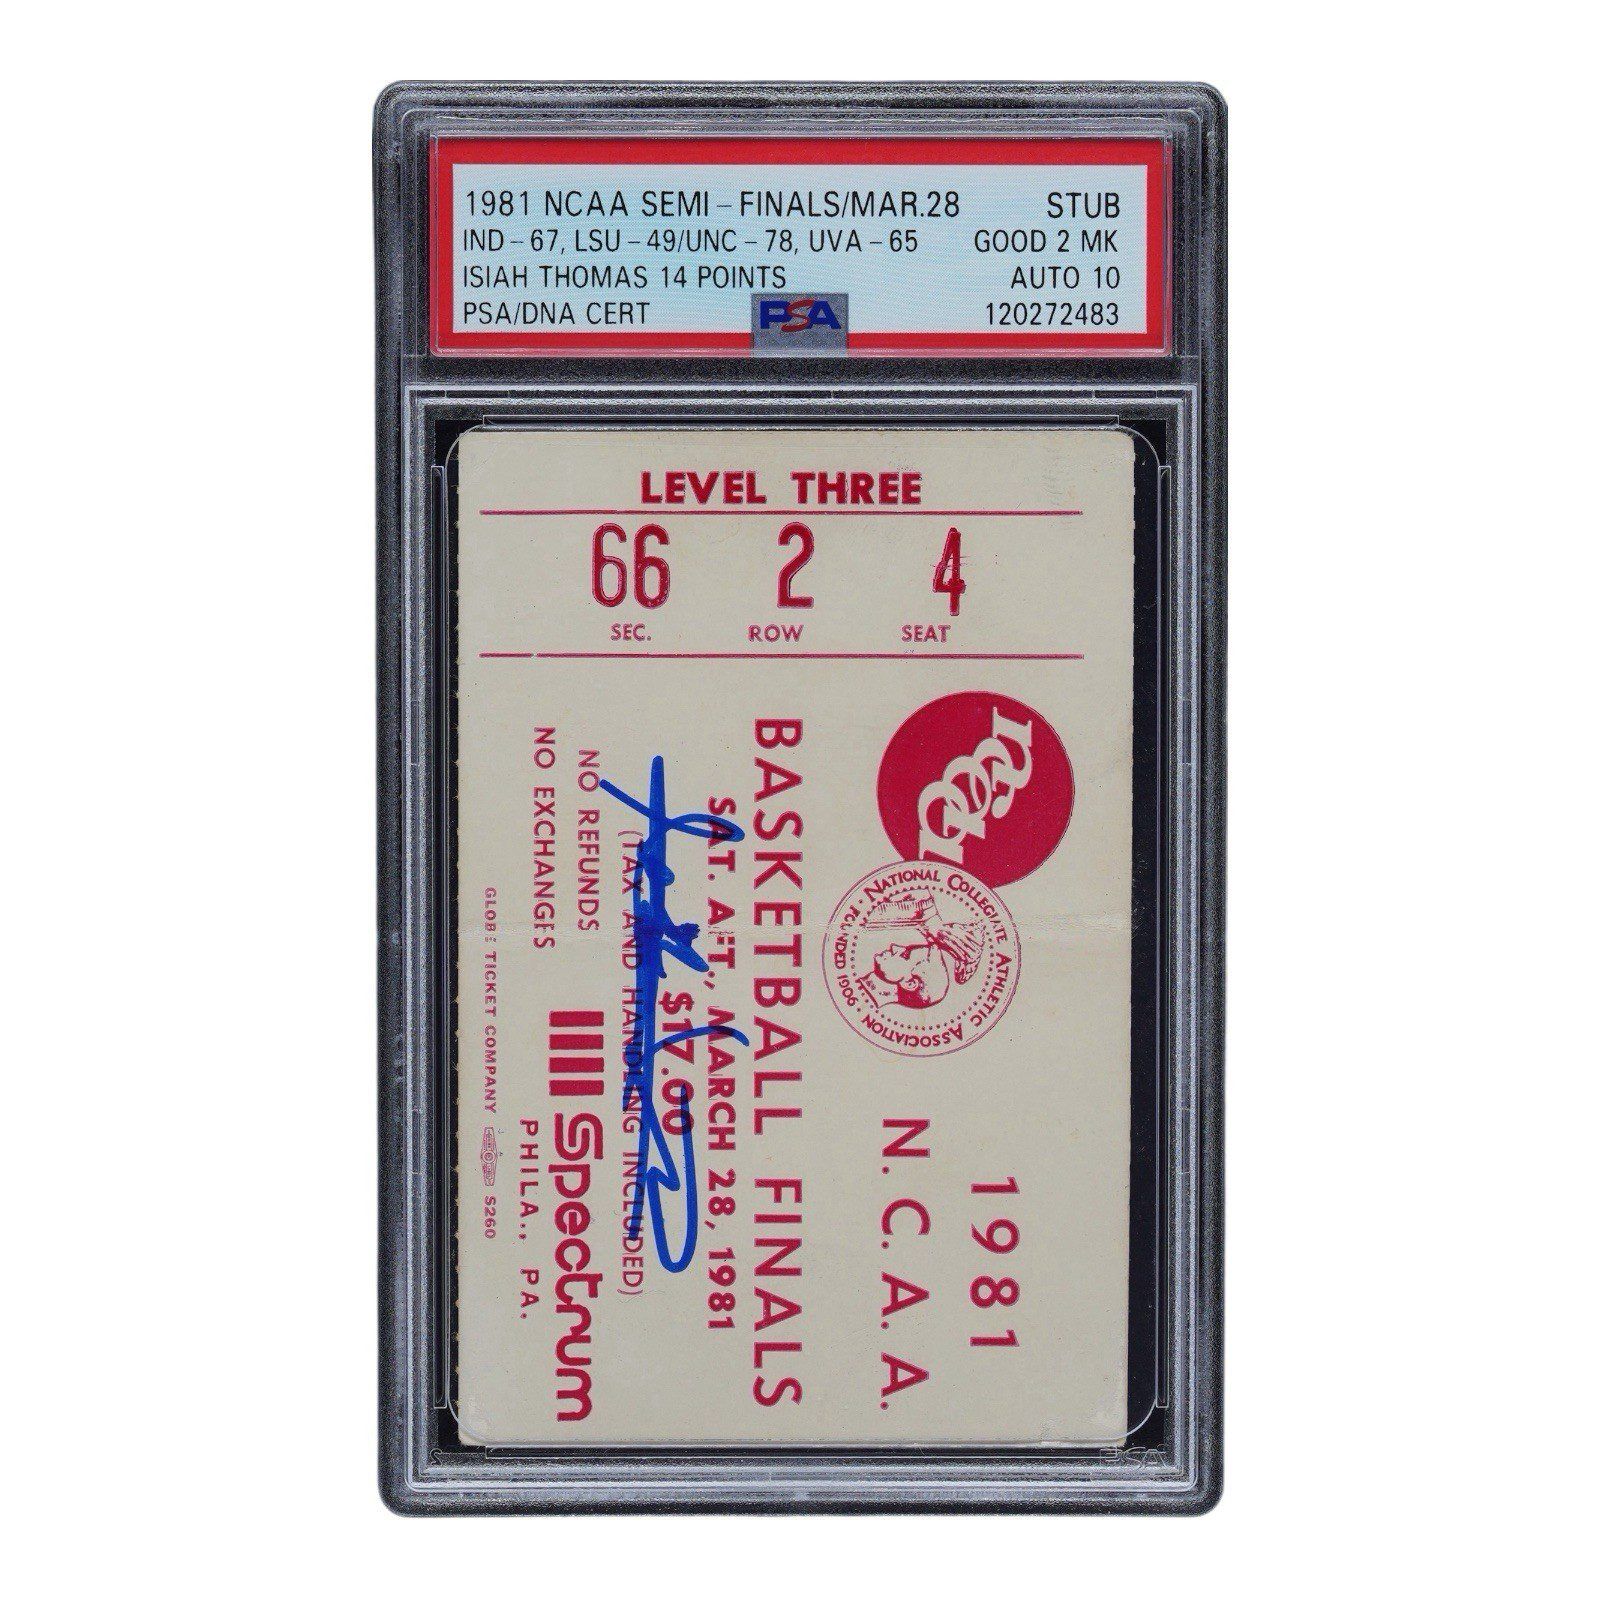 1981 NCAA SEMI-FINALS/MAR.28 STUB
IND-67, LSU-49/UNC-78, UVA-65 GOOD 2 MK
ISIAH THOMAS 14 POINTS AUTO 10
PSA/DNA CERT PSA 120272483
LEVEL THREE
66 2 4
SEC. ROW SEAT
1981
N.C.A.A.
NATIONAL COLLEGIATE ATHLETIC ASSOCIATION · FOUNDED 1906 ·
BASKETBALL FINALS
SAT. AFT., MARCH 28, 1981
$17.00
(TAX AND HANDLING INCLUDED)
NO REFUNDS
NO EXCHANGES
Spectrum
PHILA., PA.
GLOBE TICKET COMPANY S260
PSA